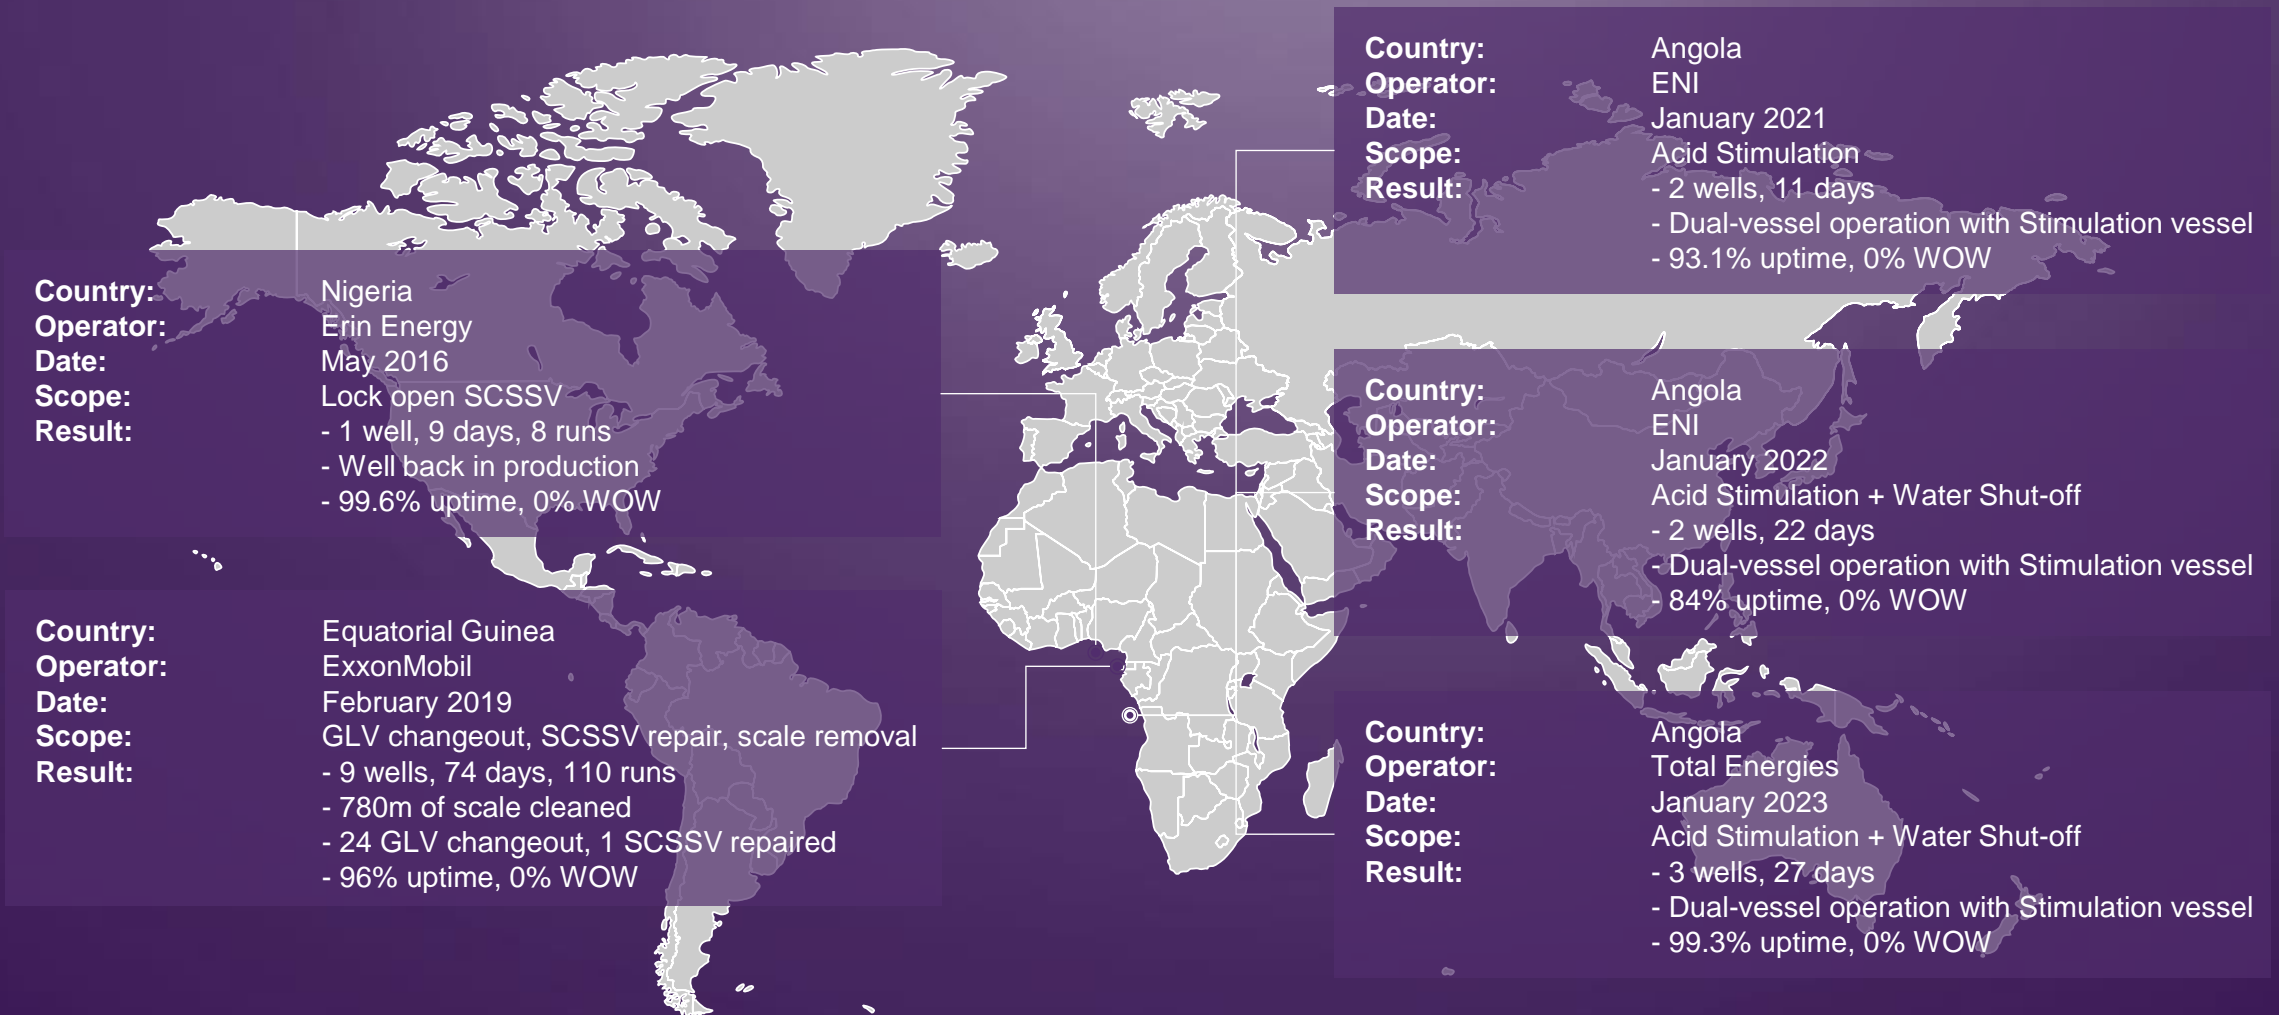 Country: Nigeria
Operator: Erin Energy
Date: May 2016
Scope: Lock open SCSSV
Result: - 1 well, 9 days, 8 runs
- Well back in production
- 99.6% uptime, 0% WOW
Country: Equatorial Guinea
Operator: ExxonMobil
Date: February 2019
Scope: GLV changeout, SCSSV repair, scale removal
Result: - 9 wells, 74 days, 110 runs
- 780m of scale cleaned
- 24 GLV changeout, 1 SCSSV repaired
- 96% uptime, 0% WOW
Country: Angola
Operator: ENI
Date: January 2021
Scope: Acid Stimulation
Result: - 2 wells, 11 days
- Dual-vessel operation with Stimulation vessel
- 93.1% uptime, 0% WOW
Country: Angola
Operator: ENI
Date: January 2022
Scope: Acid Stimulation + Water Shut-off
Result: - 2 wells, 22 days
- Dual-vessel operation with Stimulation vessel
- 84% uptime, 0% WOW
Country: Angola
Operator: Total Energies
Date: January 2023
Scope: Acid Stimulation + Water Shut-off
Result: - 3 wells, 27 days
- Dual-vessel operation with Stimulation vessel
- 99.3% uptime, 0% WOW